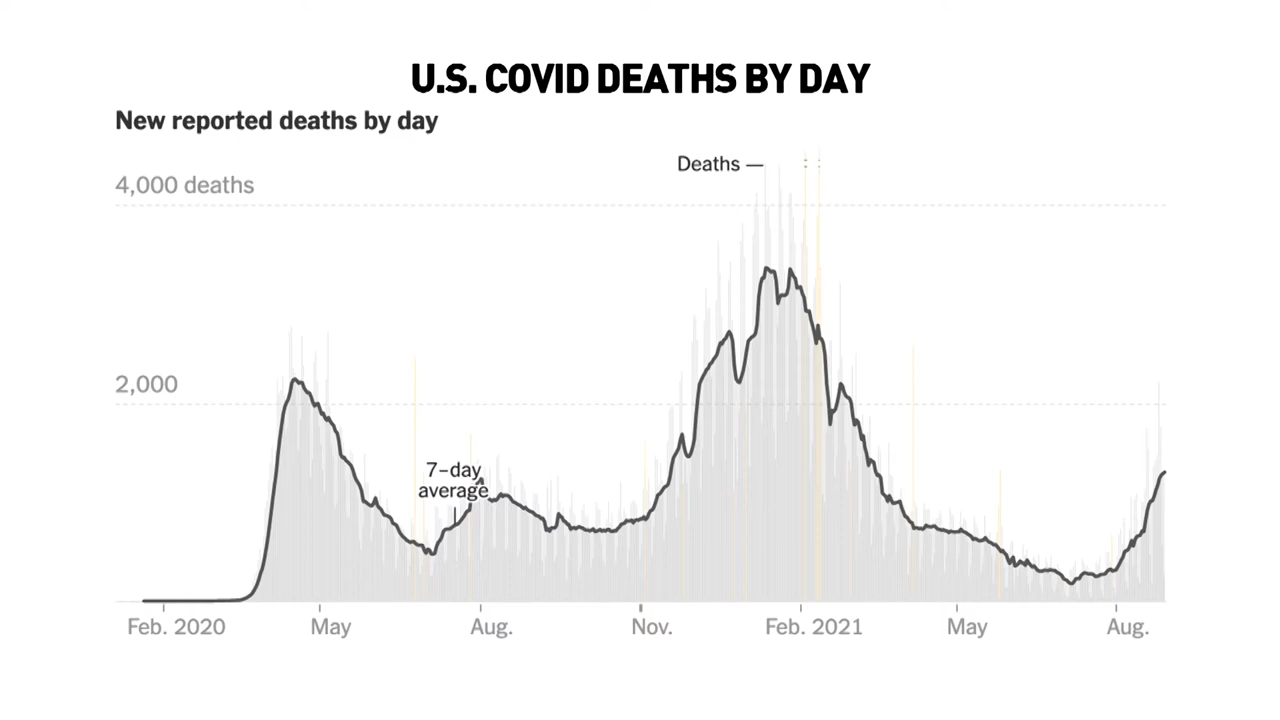 U.S. COVID DEATHS BY DAY
New reported deaths by day
Deaths
4,000 deaths
2,000
7-day
average
Feb. 2020 May Aug. Nov. Feb. 2021 May Aug.